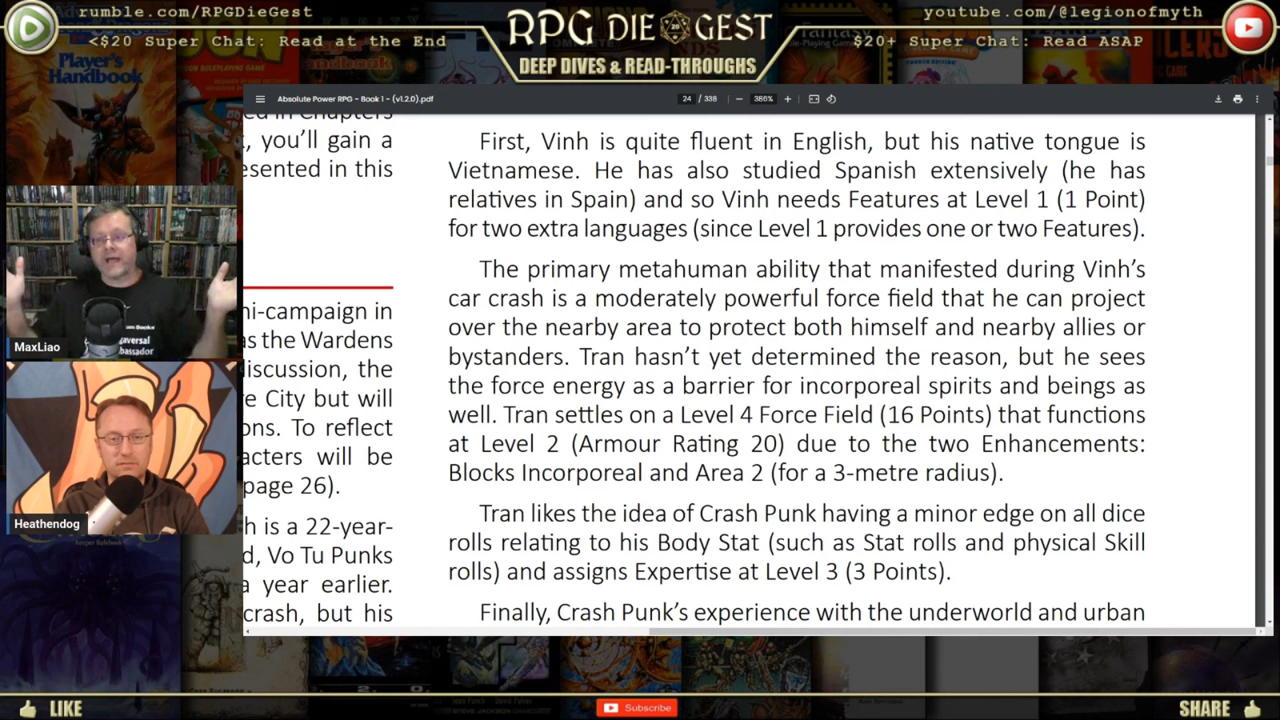 rumble.com/RPGDieGest
<$20 Super Chat: Read at the End
RPG DIE GEST
DEEP DIVES & READ-THROUGHS
youtube.com/@legionofmyth
$20+ Super Chat: Read ASAP
Player's
Handbook
Absolute Power RPG - Book 1 - (v1.2.0).pdf
24 / 338
386%
ed in Chapters
, you'll gain a
esented in this
ni-campaign in
as the Wardens
discussion, the
re City but will
ons. To reflect
acters will be
page 26).
h is a 22-year-
d, Vo Tu Punks
a year earlier.
crash, but his
First, Vinh is quite fluent in English, but his native tongue is
Vietnamese. He has also studied Spanish extensively (he has
relatives in Spain) and so Vinh needs Features at Level 1 (1 Point)
for two extra languages (since Level 1 provides one or two Features).
The primary metahuman ability that manifested during Vinh's
car crash is a moderately powerful force field that he can project
over the nearby area to protect both himself and nearby allies or
bystanders. Tran hasn't yet determined the reason, but he sees
the force energy as a barrier for incorporeal spirits and beings as
well. Tran settles on a Level 4 Force Field (16 Points) that functions
at Level 2 (Armour Rating 20) due to the two Enhancements:
Blocks Incorporeal and Area 2 (for a 3-metre radius).
Tran likes the idea of Crash Punk having a minor edge on all dice
rolls relating to his Body Stat (such as Stat rolls and physical Skill
rolls) and assigns Expertise at Level 3 (3 Points).
Finally, Crash Punk's experience with the underworld and urban
MaxLiao
Heathendog
LIKE
Subscribe
SHARE